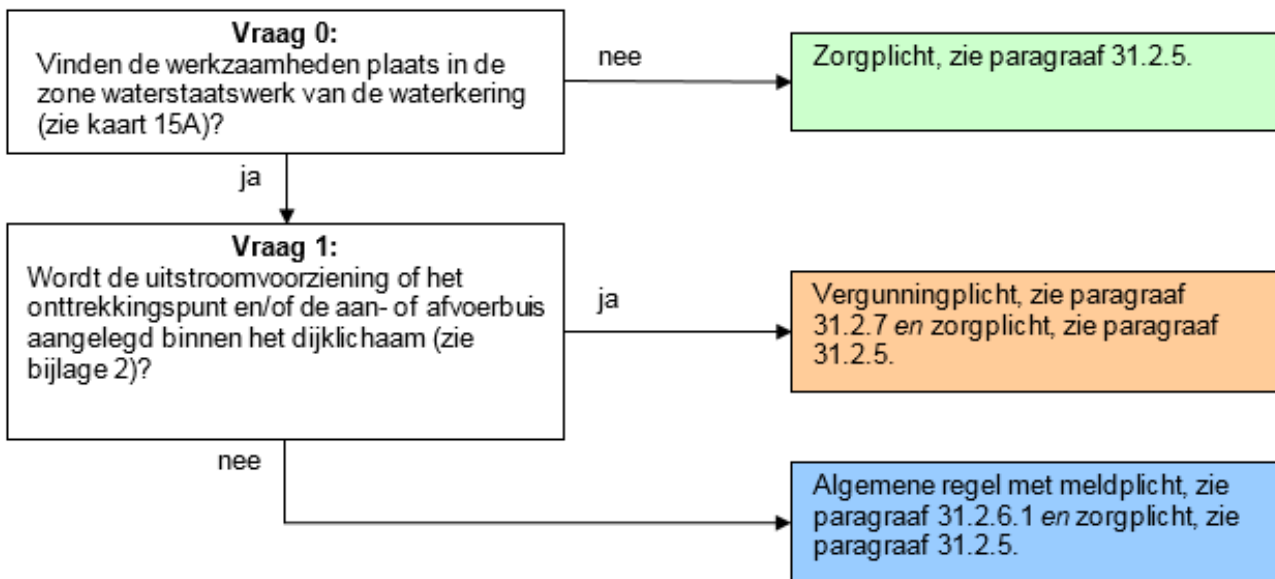 Vraag 0:
Vinden de werkzaamheden plaats in de
zone waterstaatswerk van de waterkering
(zie kaart 15A)?
nee
Zorgplicht, zie paragraaf 31.2.5.
ja
Vraag 1:
Wordt de uitstroomvoorziening of het
onttrekkingspunt en/of de aan- of afvoerbuis
aangelegd binnen het dijklichaam (zie
bijlage 2)?
ja
Vergunningplicht, zie paragraaf
31.2.7 en zorgplicht, zie paragraaf
31.2.5.
nee
Algemene regel met meldplicht, zie
paragraaf 31.2.6.1 en zorgplicht, zie
paragraaf 31.2.5.